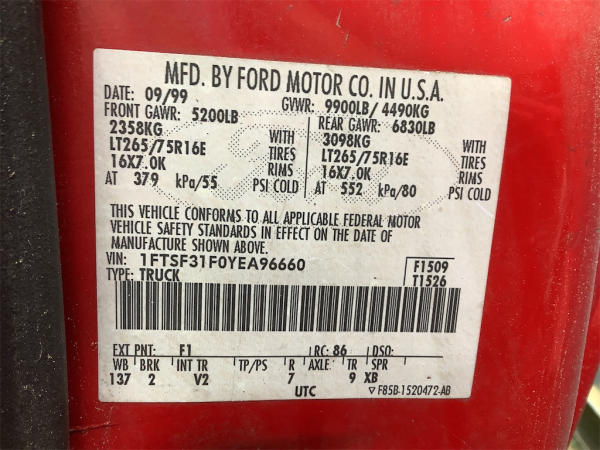 MFD. BY FORD MOTOR CO. IN U.S.A.
DATE: 09/99 GVWR: 9900LB/ 4490KG
FRONT GAWR: 5200LB REAR GAWR: 6830LB
2358KG WITH 3098KG WITH
LT265/75R16E TIRES LT265/75R16E TIRES
16X7.0K RIMS 16X7.0K RIMS
AT 379 kPa/55 PSI COLD AT 552 kPa/80 PSI COLD
THIS VEHICLE CONFORMS TO ALL APPLICABLE FEDERAL MOTOR
VEHICLE SAFETY STANDARDS IN EFFECT ON THE DATE OF
MANUFACTURE SHOWN ABOVE.
VIN: 1FTSF31F0YEA96660 F1509
TYPE: TRUCK T1526
EXT PNT: F1 RC: 86 DSO:
WB BRK INT TR TP/PS R AXLE TR SPR
137 2 V2 7 9 XB
UTC F85B-1520472-AB